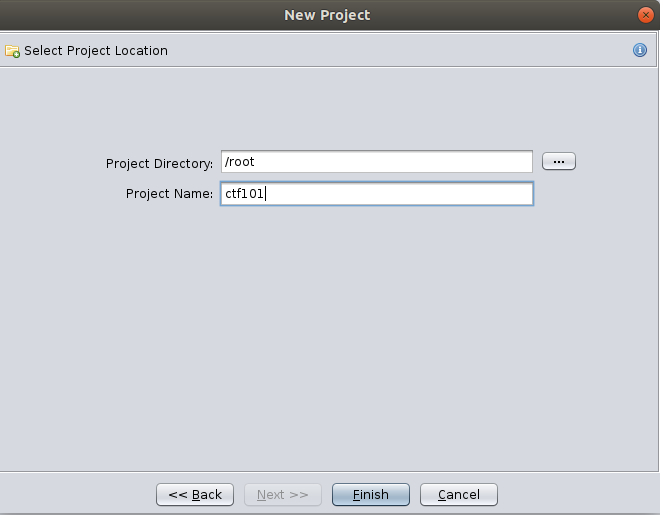 New Project
Select Project Location
Project Directory: /root ...
Project Name: ctf101
<< Back Next >> Finish Cancel